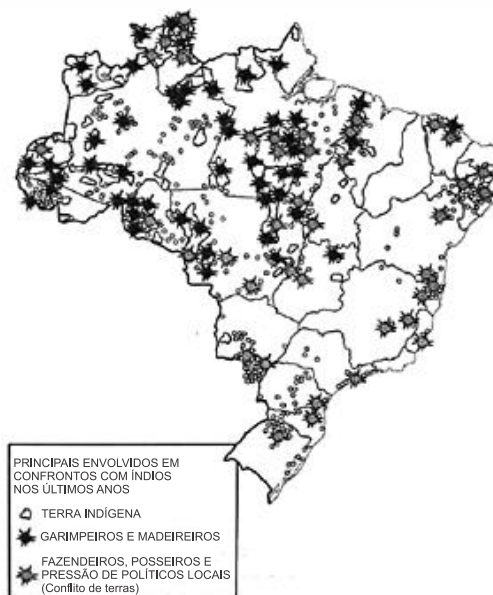 PRINCIPAIS ENVOLVIDOS EM
CONFRONTOS COM ÍNDIOS
NOS ÚLTIMOS ANOS
TERRA INDÍGENA
GARIMPEIROS E MADEIREIROS
FAZENDEIROS, POSSEIROS E
PRESSÃO DE POLÍTICOS LOCAIS
(Conflito de terras)